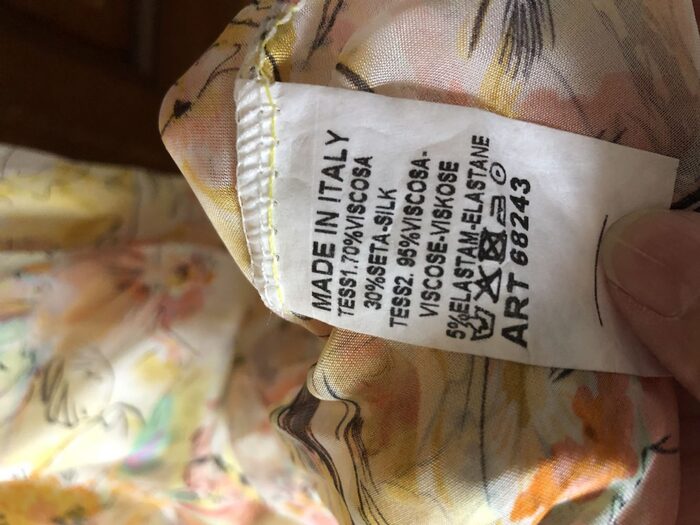 MADE IN ITALY
TESS1.70%VISCOSA
30%SETA-SILK
TESS2. 95%VISCOSA-
VISCOSE-VISKOSE
5%ELASTAM-ELASTANE
ART 68243